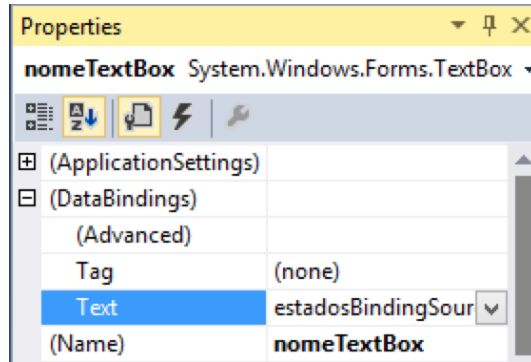 Properties
nomeTextBox System.Windows.Forms.TextBox
(ApplicationSettings)
(DataBindings)
(Advanced)
Tag (none)
Text estadosBindingSour
(Name) nomeTextBox